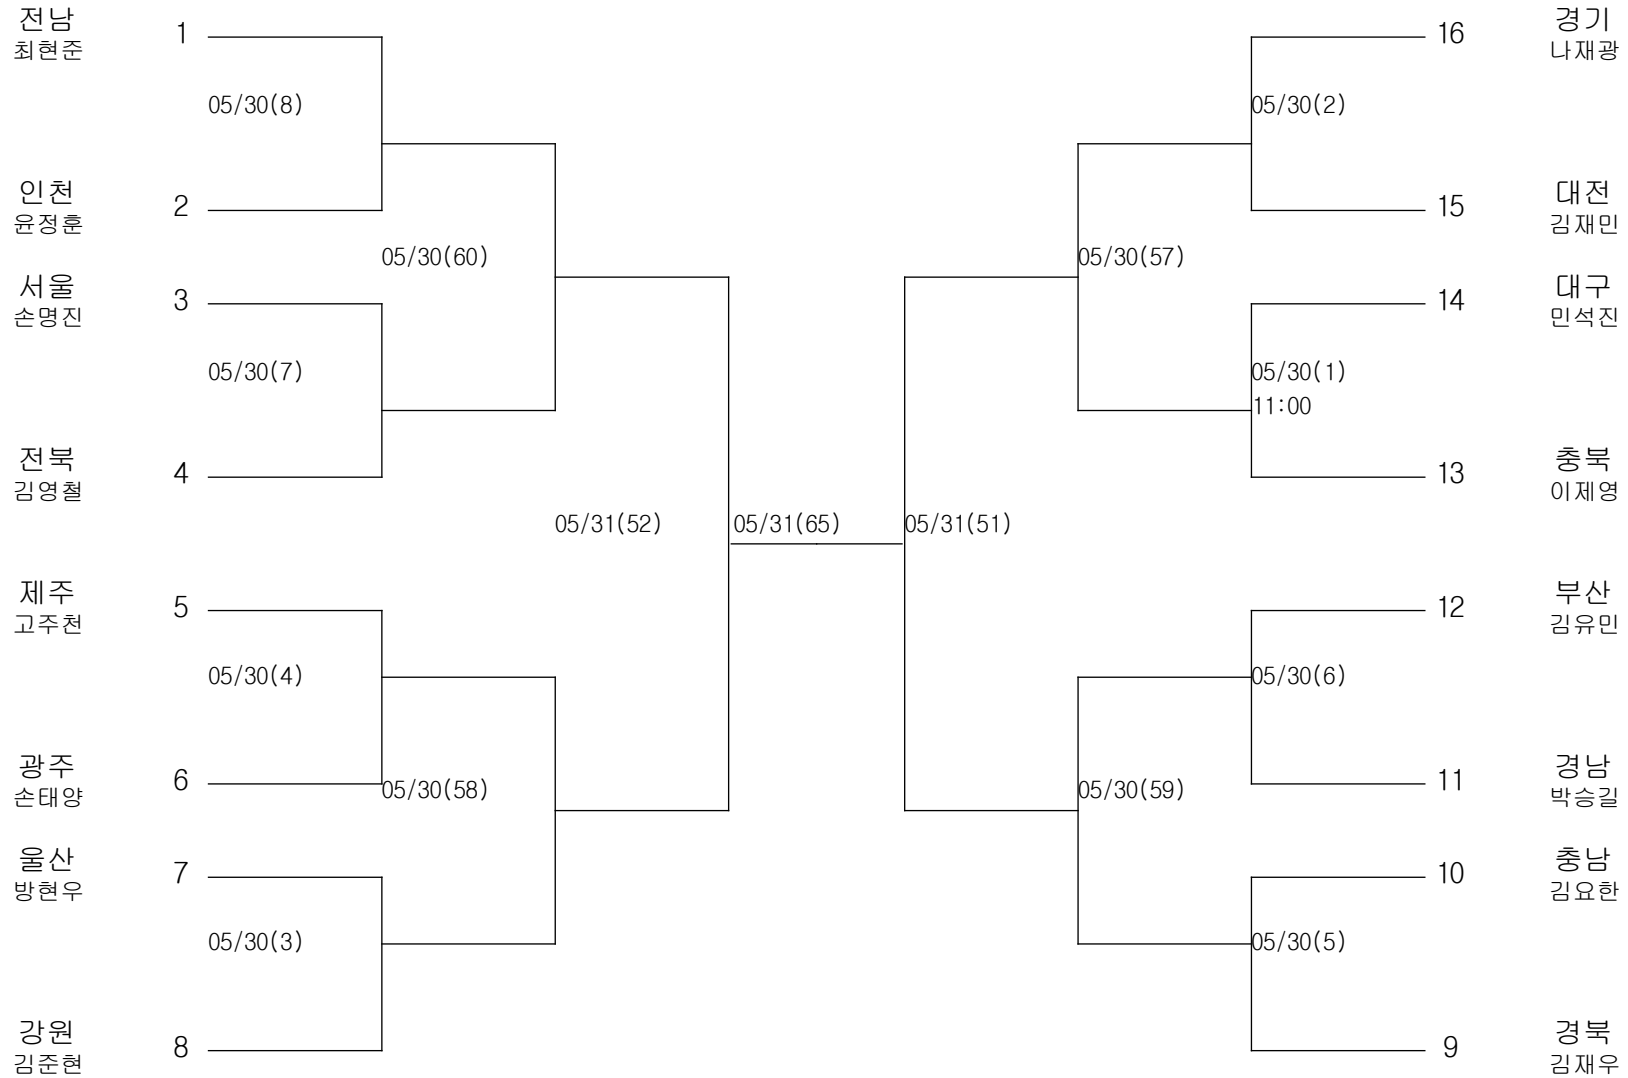 전남
최현준
1
05/30(8)
인천
윤정훈
2
05/30(60)
서울
손명진
3
05/30(7)
전북
김영철
4
05/31(52)
제주
고주천
5
05/30(4)
광주
손태양
6
05/30(58)
울산
방현우
7
05/30(3)
강원
김준현
8
05/31(65)
05/31(51)
16
경기
나재광
05/30(2)
15
대전
김재민
05/30(57)
14
대구
민석진
05/30(1)
11:00
13
충북
이제영
12
부산
김유민
05/30(6)
11
경남
박승길
05/30(59)
10
충남
김요한
05/30(5)
9
경북
김재우